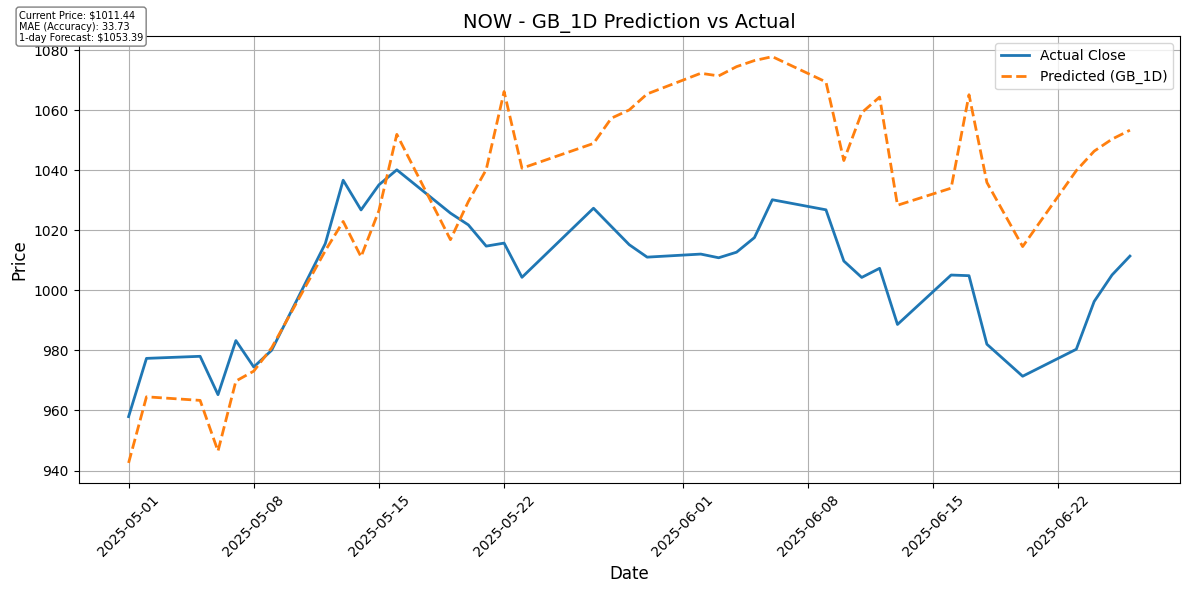 NOW - GB_1D Prediction vs Actual
Current Price: $1011.44
MAE (Accuracy): 33.73
1-day Forecast: $1053.39
Actual Close
Predicted (GB_1D)
Price
1080
1060
1040
1020
1000
980
960
940
2025-05-01
2025-05-08
2025-05-15
2025-05-22
2025-06-01
2025-06-08
2025-06-15
2025-06-22
Date